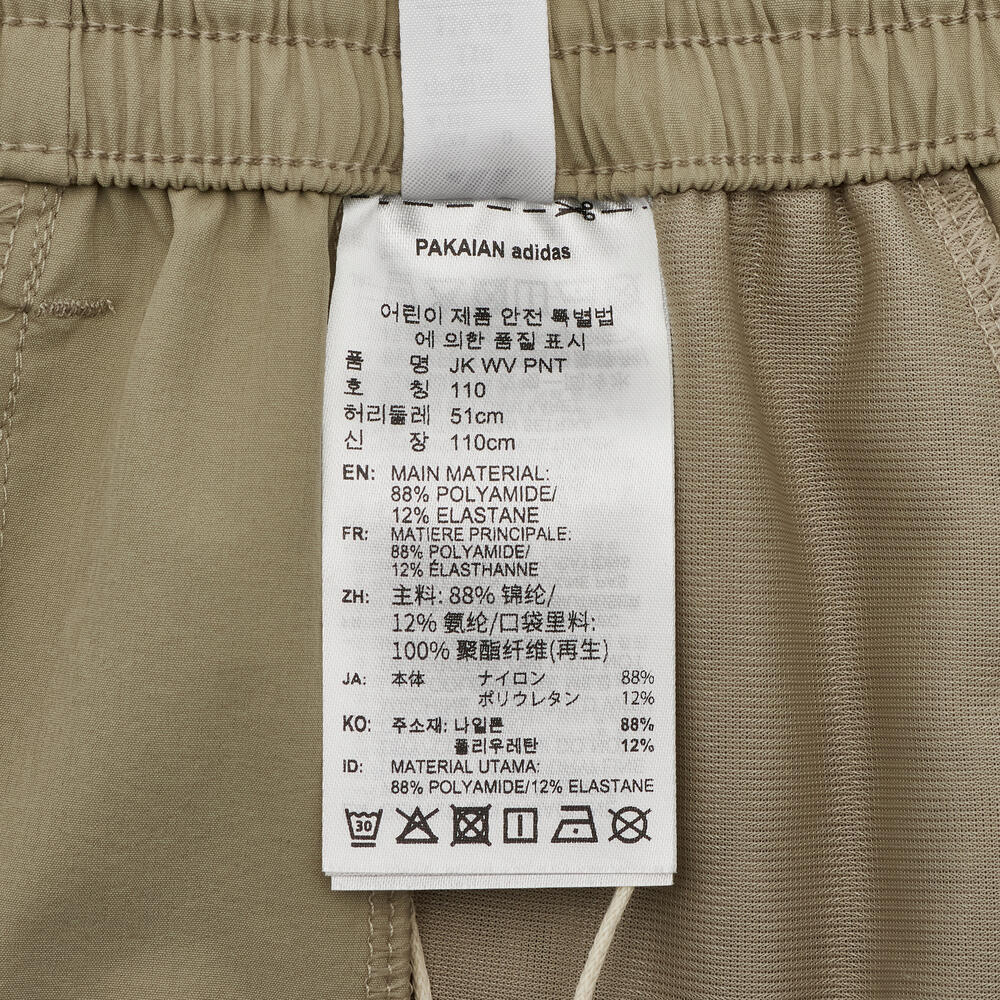 PAKAIAN adidas
어린이 제품 안전 특별법
에 의한 품질 표시
품 명 JK WV PNT
호 칭 110
허리둘레 51cm
신 장 110cm
EN: MAIN MATERIAL:
88% POLYAMIDE/
12% ELASTANE
FR: MATIERE PRINCIPALE:
88% POLYAMIDE/
12% ÉLASTHANNE
ZH: 主料: 88% 锦纶/
12% 氨纶/口袋里料:
100% 聚酯纤维(再生)
JA: 本体 ナイロン 88%
ポリウレタン 12%
KO: 주소재: 나일론 88%
폴리우레탄 12%
ID: MATERIAL UTAMA:
88% POLYAMIDE/12% ELASTANE
30